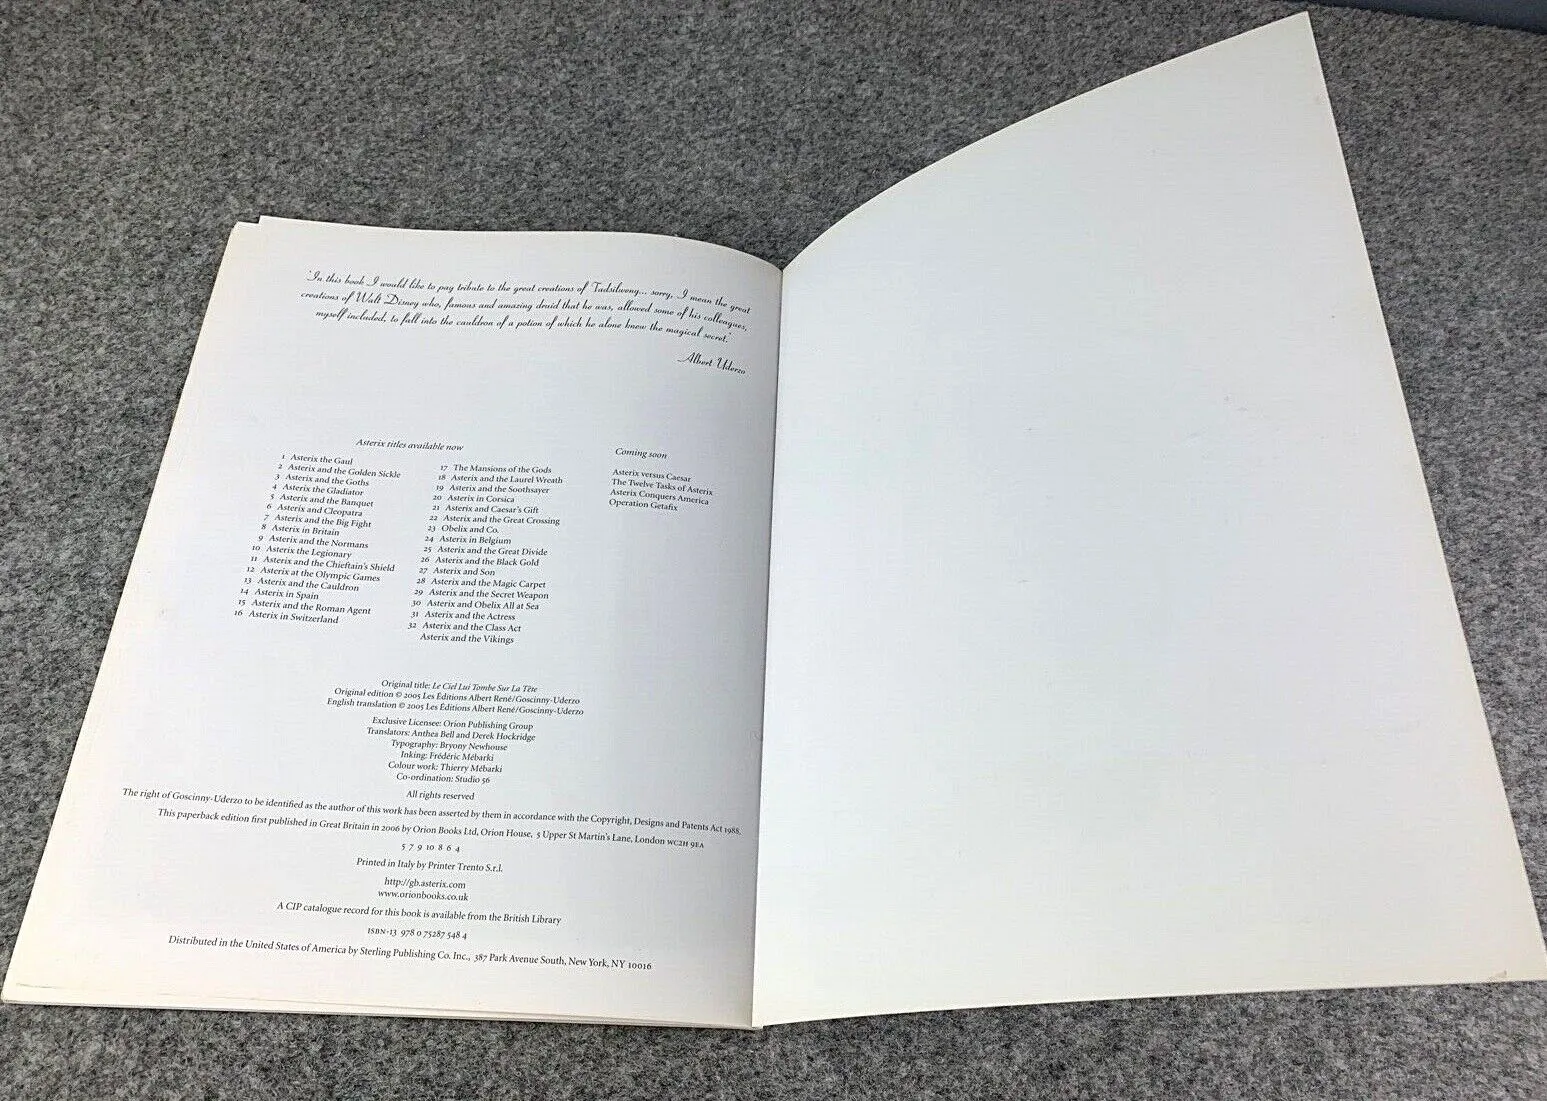 'In this book I would like to pay tribute to the great creations of Tadsilweny... sorry, I mean the great
creations of Walt Disney who, famous and amazing druid that he was, allowed some of his colleagues,
myself included, to fall into the cauldron of a potion of which he alone knew the magical secret.'
Albert Uderzo
Asterix titles available now
1 Asterix the Gaul
2 Asterix and the Golden Sickle
3 Asterix and the Goths
4 Asterix the Gladiator
5 Asterix and the Banquet
6 Asterix and Cleopatra
7 Asterix and the Big Fight
8 Asterix in Britain
9 Asterix and the Normans
10 Asterix the Legionary
11 Asterix and the Chieftain's Shield
12 Asterix at the Olympic Games
13 Asterix and the Cauldron
14 Asterix in Spain
15 Asterix and the Roman Agent
16 Asterix in Switzerland
17 The Mansions of the Gods
18 Asterix and the Laurel Wreath
19 Asterix and the Soothsayer
20 Asterix in Corsica
21 Asterix and Caesar's Gift
22 Asterix and the Great Crossing
23 Obelix and Co.
24 Asterix in Belgium
25 Asterix and the Great Divide
26 Asterix and the Black Gold
27 Asterix and Son
28 Asterix and the Magic Carpet
29 Asterix and the Secret Weapon
30 Asterix and Obelix All at Sea
31 Asterix and the Actress
32 Asterix and the Class Act
Asterix and the Vikings
Coming soon
Asterix versus Caesar
The Twelve Tasks of Asterix
Asterix Conquers America
Operation Getafix
Original title: Le Ciel Lui Tombe Sur La Tête
Original edition © 2005 Les Éditions Albert René/Goscinny-Uderzo
English translation © 2005 Les Éditions Albert René/Goscinny-Uderzo
Exclusive Licensee: Orion Publishing Group
Translators: Anthea Bell and Derek Hockridge
Typography: Bryony Newhouse
Inking: Frédéric Mébarki
Colour work: Thierry Mébarki
Co-ordination: Studio 56
All rights reserved
The right of Goscinny-Uderzo to be identified as the author of this work has been asserted by them in accordance with the Copyright, Designs and Patents Act 1988.
This paperback edition first published in Great Britain in 2006 by Orion Books Ltd, Orion House, 5 Upper St Martin's Lane, London WC2H 9EA
5 7 9 10 8 6 4
Printed in Italy by Printer Trento S.r.l.
http://gb.asterix.com
www.orionbooks.co.uk
A CIP catalogue record for this book is available from the British Library
ISBN-13 978 0 75287 548 4
Distributed in the United States of America by Sterling Publishing Co. Inc., 387 Park Avenue South, New York, NY 10016